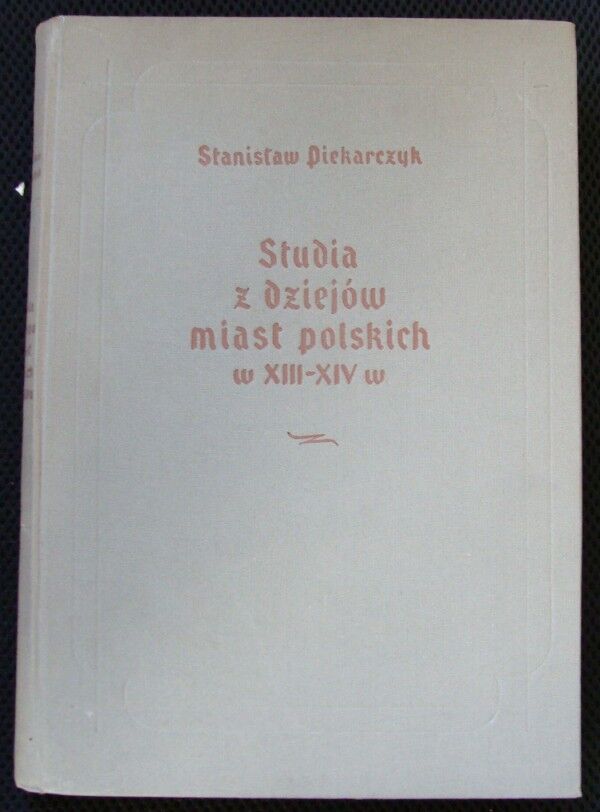 Stanisław Piekarczyk
Studia
z dziejów
miast polskich
w XIII-XIV w